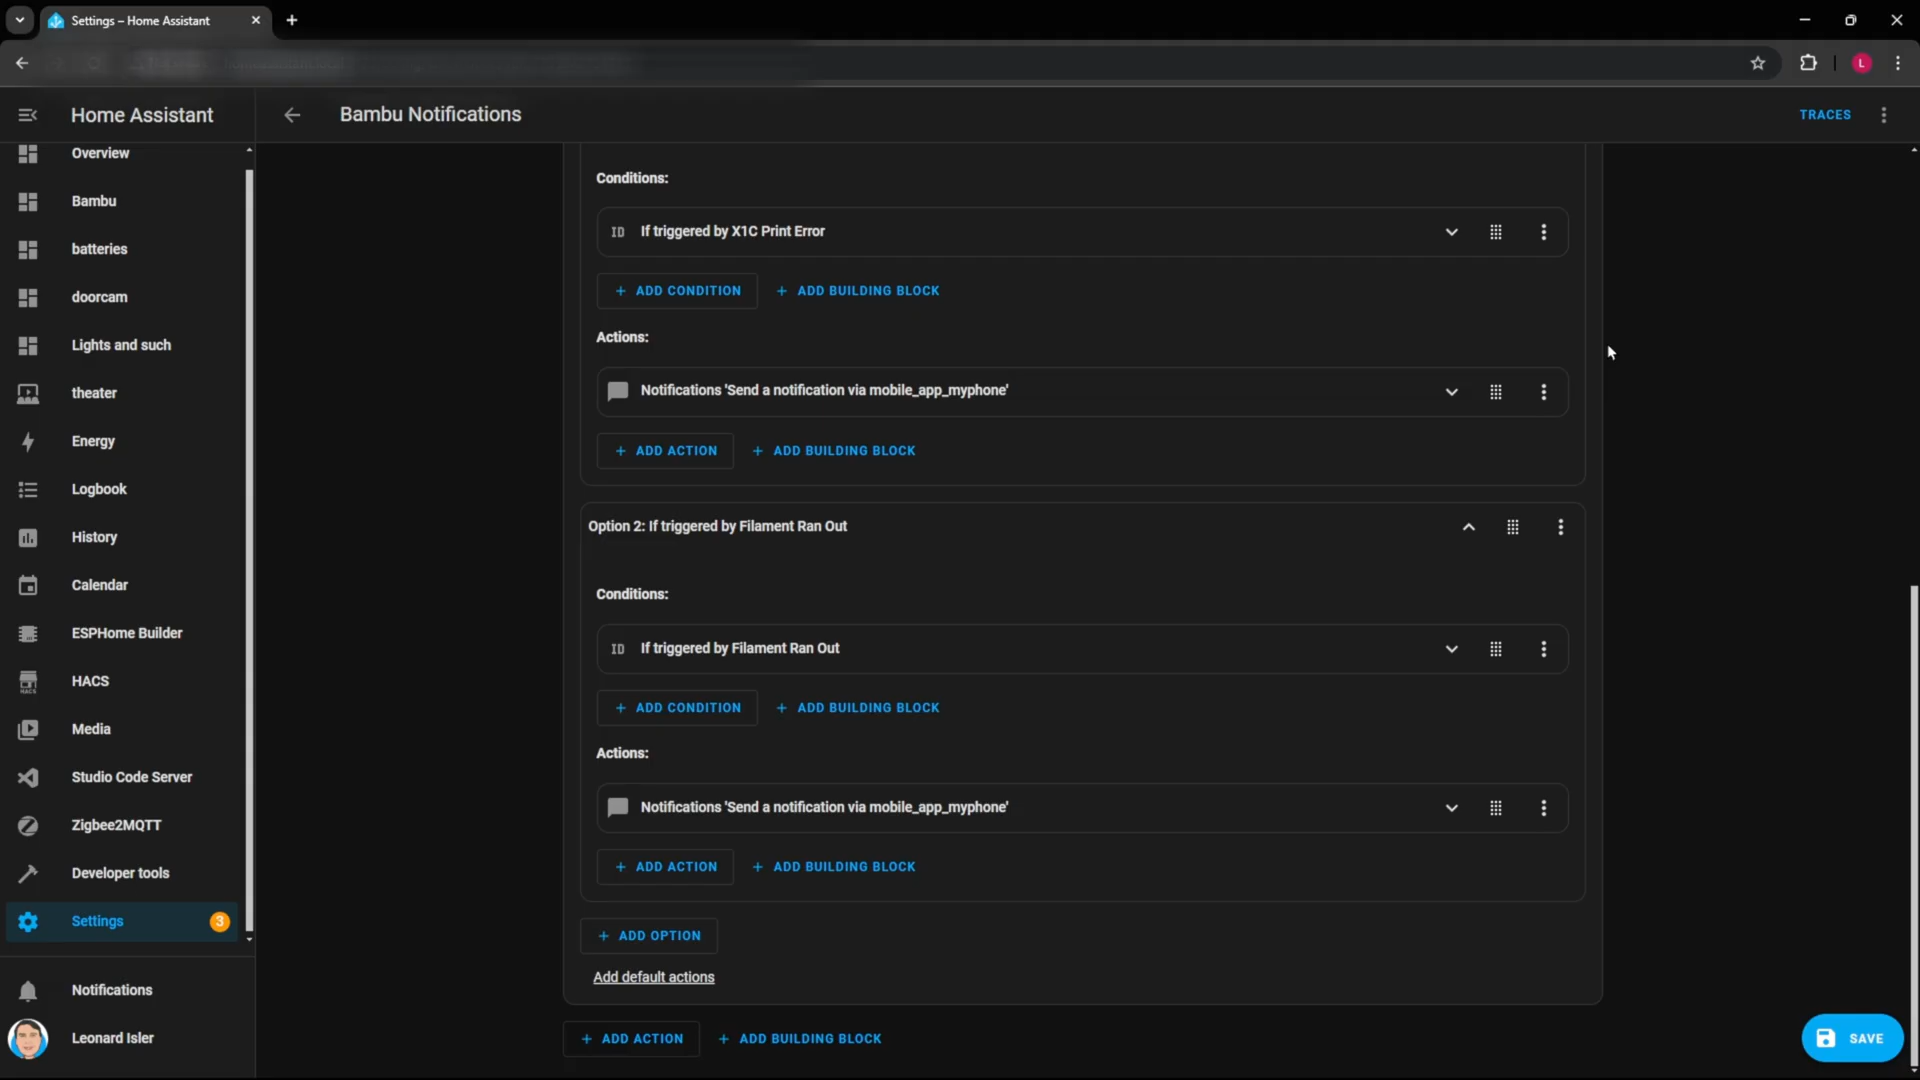 Settings – Home Assistant
L
Home Assistant
Bambu Notifications
TRACES
Overview
Bambu
batteries
doorcam
Lights and such
theater
Energy
Logbook
History
Calendar
ESPHome Builder
HACS
HACS
Media
Studio Code Server
Zigbee2MQTT
Developer tools
Settings
3
Notifications
Leonard Isler
Conditions:
ID If triggered by X1C Print Error
+ ADD CONDITION + ADD BUILDING BLOCK
Actions:
Notifications 'Send a notification via mobile_app_myphone'
+ ADD ACTION + ADD BUILDING BLOCK
Option 2: If triggered by Filament Ran Out
Conditions:
ID If triggered by Filament Ran Out
+ ADD CONDITION + ADD BUILDING BLOCK
Actions:
Notifications 'Send a notification via mobile_app_myphone'
+ ADD ACTION + ADD BUILDING BLOCK
+ ADD OPTION
Add default actions
+ ADD ACTION + ADD BUILDING BLOCK
SAVE